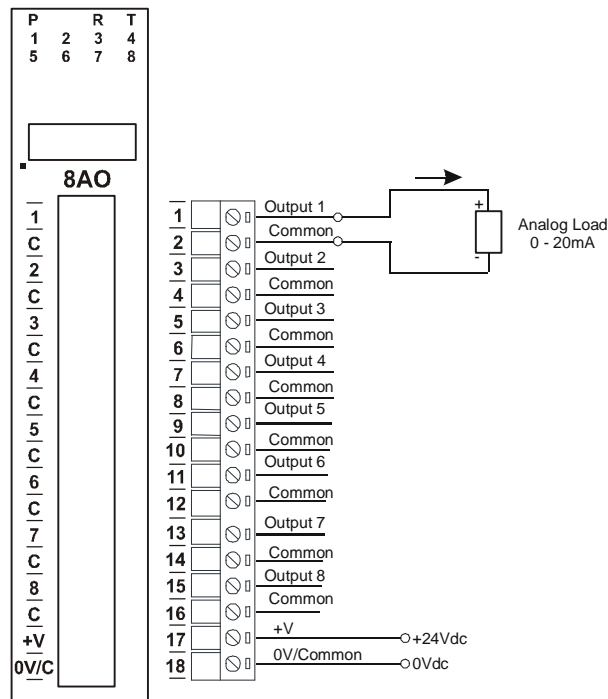 P R T
1 2 3 4
5 6 7 8
8AO
1
C
2
C
3
C
4
C
5
C
6
C
7
C
8
C
+V
0V/C
1 Output 1
2 Common
3 Output 2
4 Common
5 Output 3
6 Common
7 Output 4
8 Common
9 Output 5
10 Common
11 Output 6
12 Common
13 Output 7
14 Common
15 Output 8
16 Common
17 +V +24Vdc
18 0V/Common 0Vdc
+
-
Analog Load
0 - 20mA